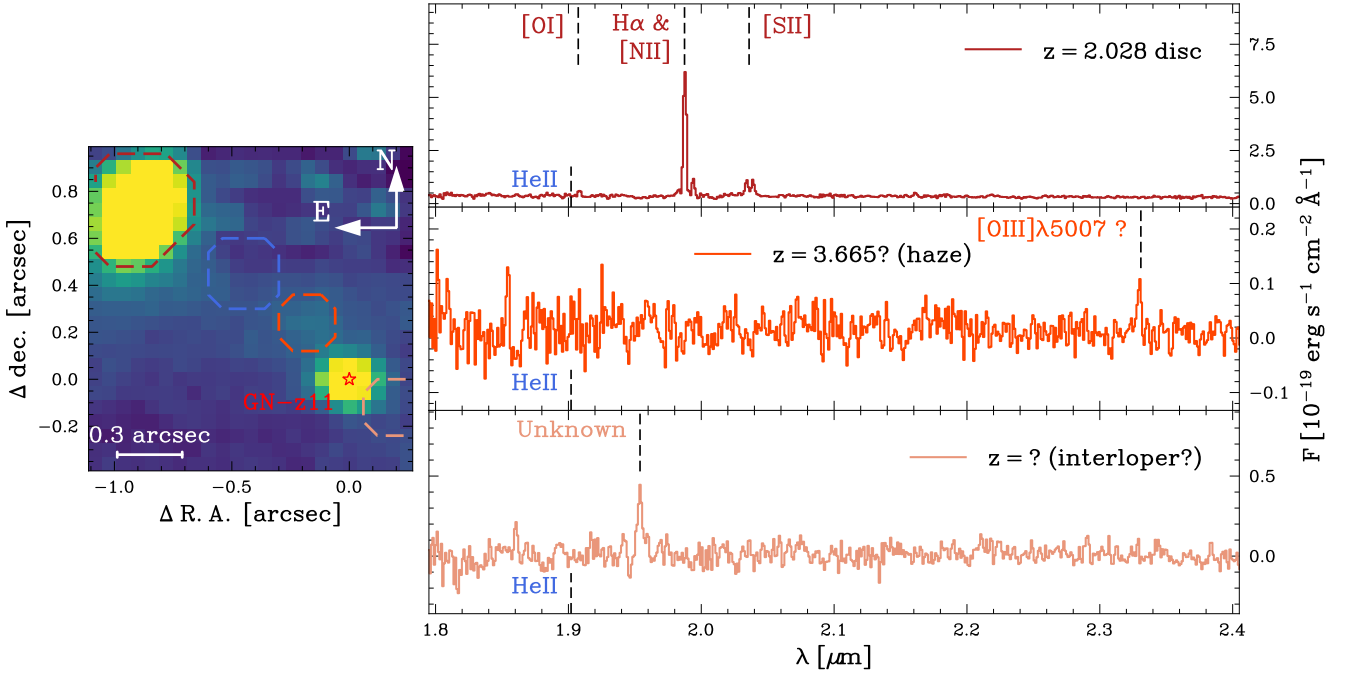 N
E
GN-z11
0.3 arcsec
0.8
0.6
0.4
0.2
0.0
−0.2
−1.0 −0.5 0.0
Δ dec. [arcsec]
Δ R. A. [arcsec]
[OI]
Hα &
[NII]
[SII]
z = 2.028 disc
HeII
7.5
5.0
2.5
0.0
[OIII]λ5007 ?
z = 3.665? (haze)
HeII
0.2
0.1
0.0
−0.1
Unknown
z = ? (interloper?)
HeII
0.5
0.0
1.8 1.9 2.0 2.1 2.2 2.3 2.4
λ [μm]
F [10⁻¹⁹ erg s⁻¹ cm⁻² Å⁻¹]